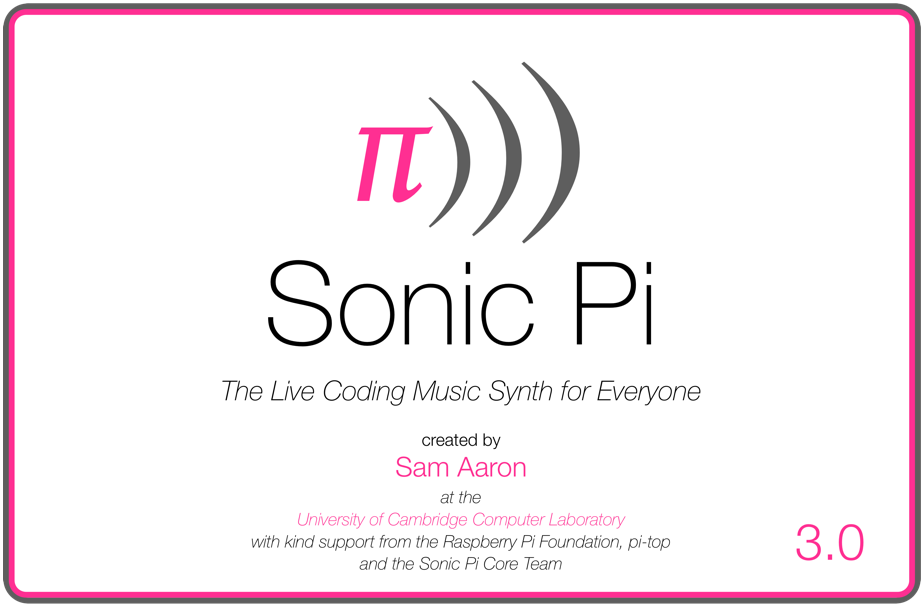 π
Sonic Pi
The Live Coding Music Synth for Everyone
created by
Sam Aaron
at the
University of Cambridge Computer Laboratory
with kind support from the Raspberry Pi Foundation, pi-top
and the Sonic Pi Core Team
3.0